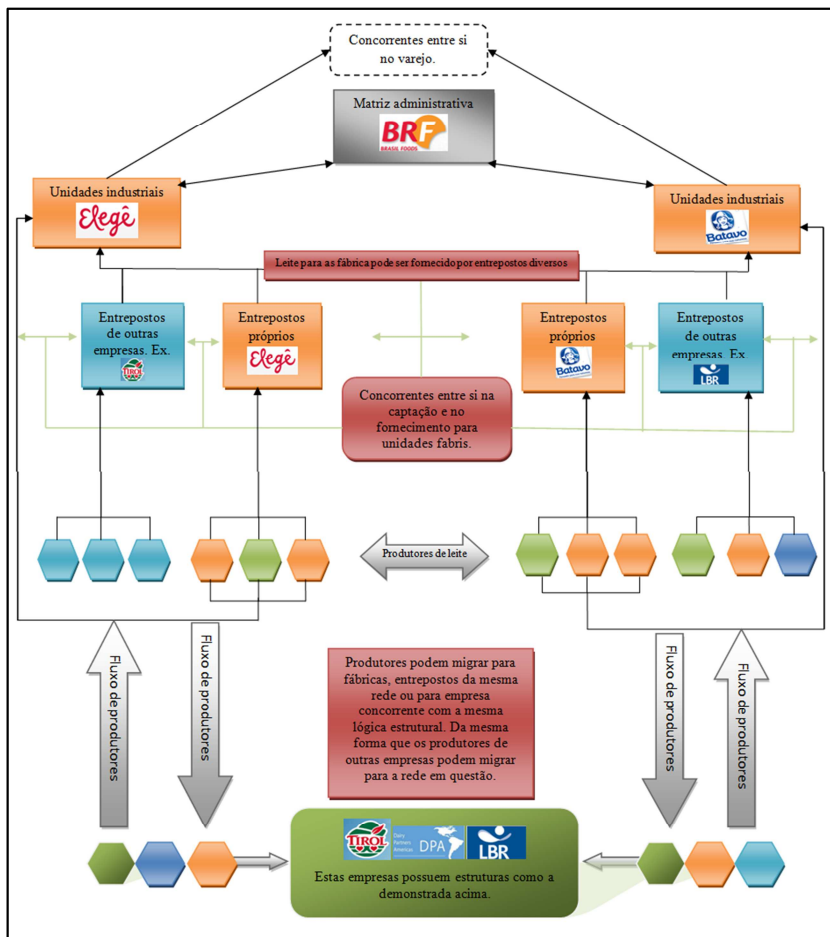 Concorrentes entre si
no varejo.
Matriz administrativa
BRF
BRASIL FOODS
Unidades industriais
Elegê
Unidades industriais
Batavo
Leite para as fábrica pode ser fornecido por entrepostos diversos
Entrepostos
de outras
empresas. Ex.
TIROL
Entrepostos
próprios
Elegê
Entrepostos
próprios
Batavo
Entrepostos
de outras
empresas. Ex
LBR
Concorrentes entre si na
captação e no
fornecimento para
unidades fabris.
Produtores de leite
Fluxo de produtores
Fluxo de produtores
Fluxo de produtores
Fluxo de produtores
Produtores podem migrar para
fábricas, entrepostos da mesma
rede ou para empresa
concorrente com a mesma
lógica estrutural. Da mesma
forma que os produtores de
outras empresas podem migrar
para a rede em questão.
TIROL
Dairy
Partners
Americas
DPA
LBR
Estas empresas possuem estruturas como a
demonstrada acima.